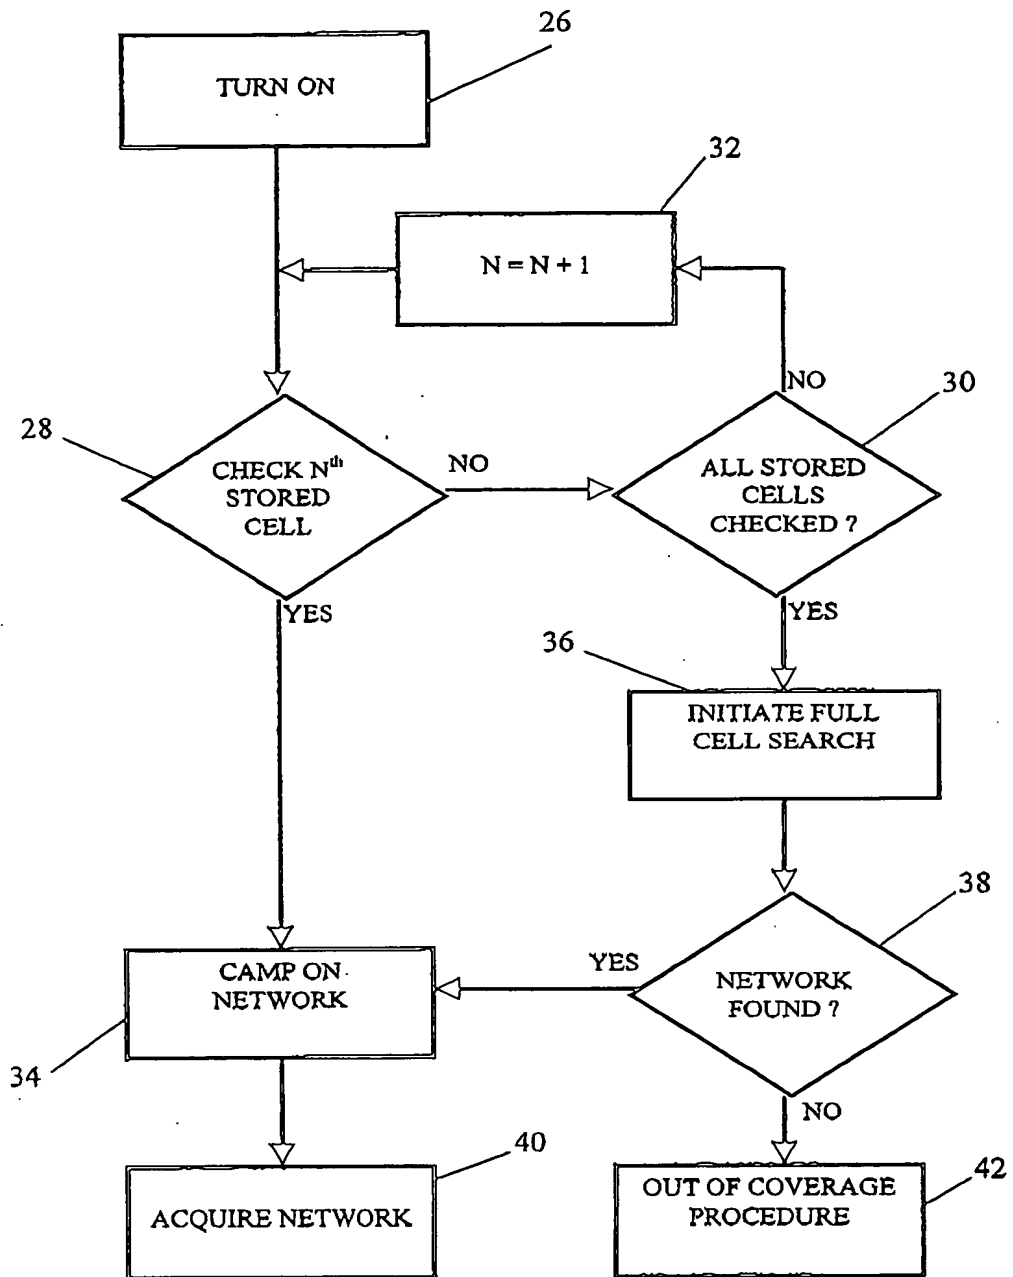 26
TURN ON
32
N = N + 1
NO
30
28
CHECK Nth
STORED
CELL
NO
ALL STORED
CELLS
CHECKED ?
YES
YES
36
INITIATE FULL
CELL SEARCH
38
YES
CAMP ON
NETWORK
NETWORK
FOUND ?
34
NO
40
ACQUIRE NETWORK
OUT OF COVERAGE
PROCEDURE
42